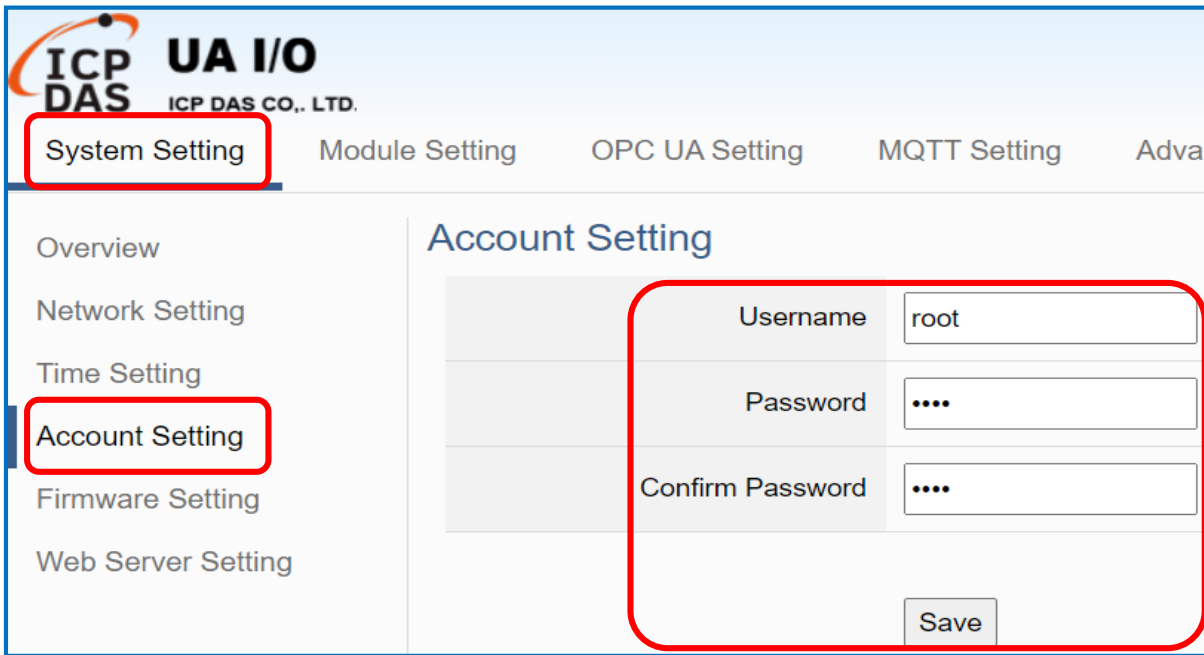 ICP
DAS
UA I/O
ICP DAS CO,. LTD.
System Setting Module Setting OPC UA Setting MQTT Setting Adva
Overview
Network Setting
Time Setting
Account Setting
Firmware Setting
Web Server Setting
Account Setting
Username root
Password ••••
Confirm Password ••••
Save